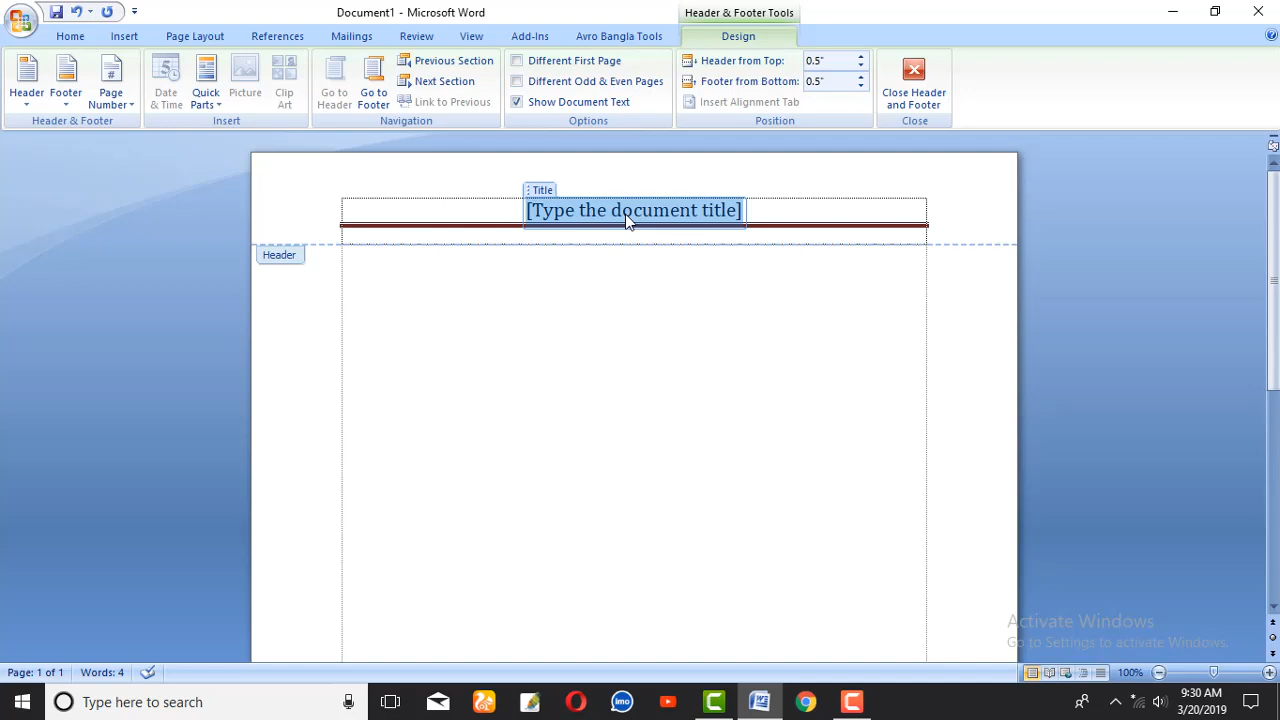 Document1 - Microsoft Word
Header & Footer Tools
Home
Insert
Page Layout
References
Mailings
Review
View
Add-Ins
Avro Bangla Tools
Design
Header
Footer
Page
Number
Header & Footer
Date
& Time
Quick
Parts
Picture
Clip
Art
Insert
Go to
Header
Go to
Footer
Previous Section
Next Section
Link to Previous
Navigation
Different First Page
Different Odd & Even Pages
Show Document Text
Options
Header from Top:
0.5"
Footer from Bottom:
0.5"
Insert Alignment Tab
Position
Close Header
and Footer
Close
Title
[Type the document title]
Header
Activate Windows
Go to Settings to activate Windows.
Page: 1 of 1
Words: 4
100%
Type here to search
imo
9:30 AM
3/20/2019